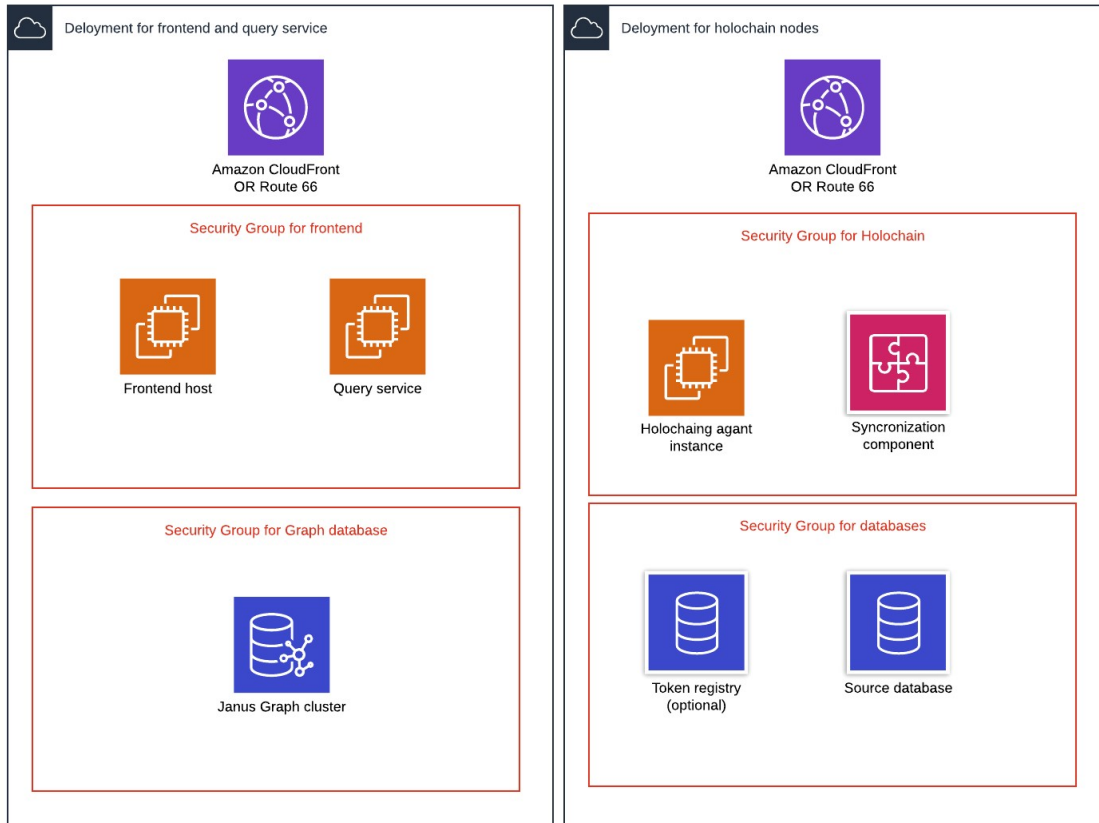 Deloyment for frontend and query service
Amazon CloudFront
OR Route 66
Security Group for frontend
Frontend host
Query service
Security Group for Graph database
Janus Graph cluster
Deloyment for holochain nodes
Amazon CloudFront
OR Route 66
Security Group for Holochain
Holochaing agant
instance
Syncronization
component
Security Group for databases
Token registry
(optional)
Source database